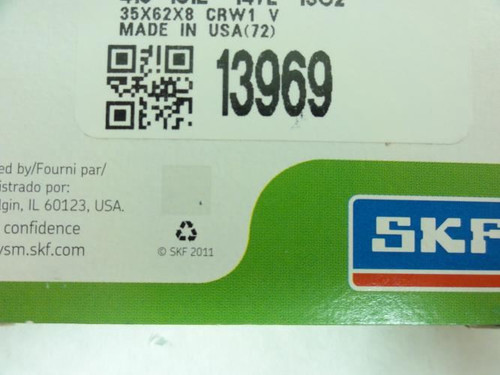 35X62X8 CRW1 V
MADE IN USA(72)
13969
ed by/Fourni par/
istrado por:
lgin, IL 60123, USA.
confidence
vsm.skf.com
© SKF 2011
SKF